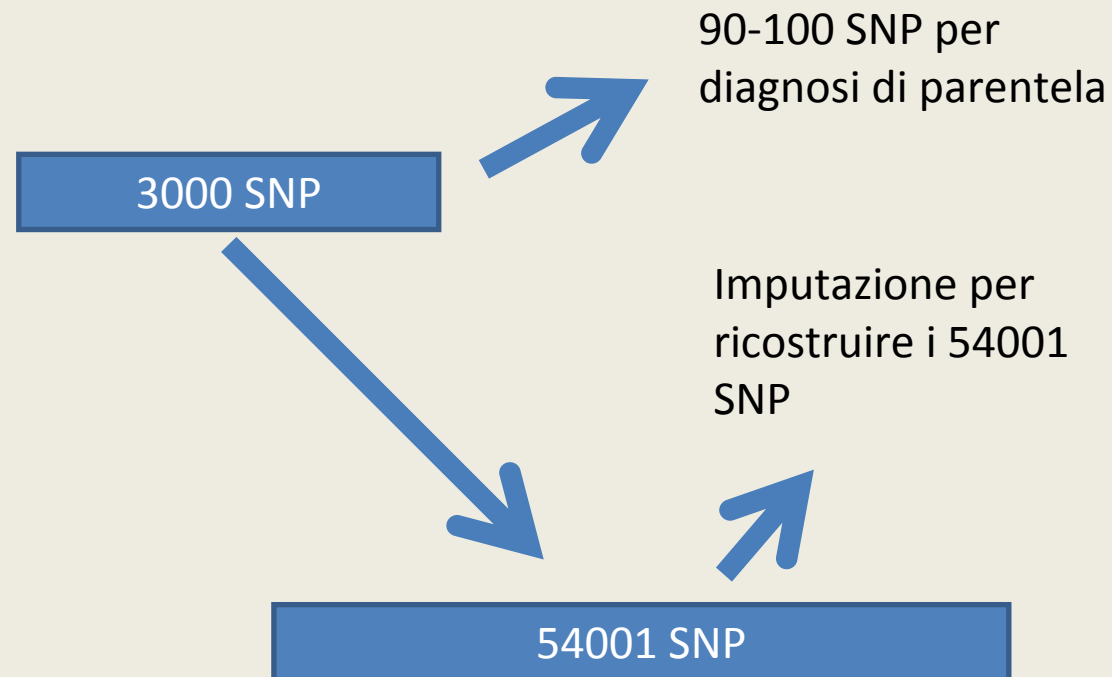 90-100 SNP per
diagnosi di parentela
3000 SNP
Imputazione per
ricostruire i 54001
SNP
54001 SNP